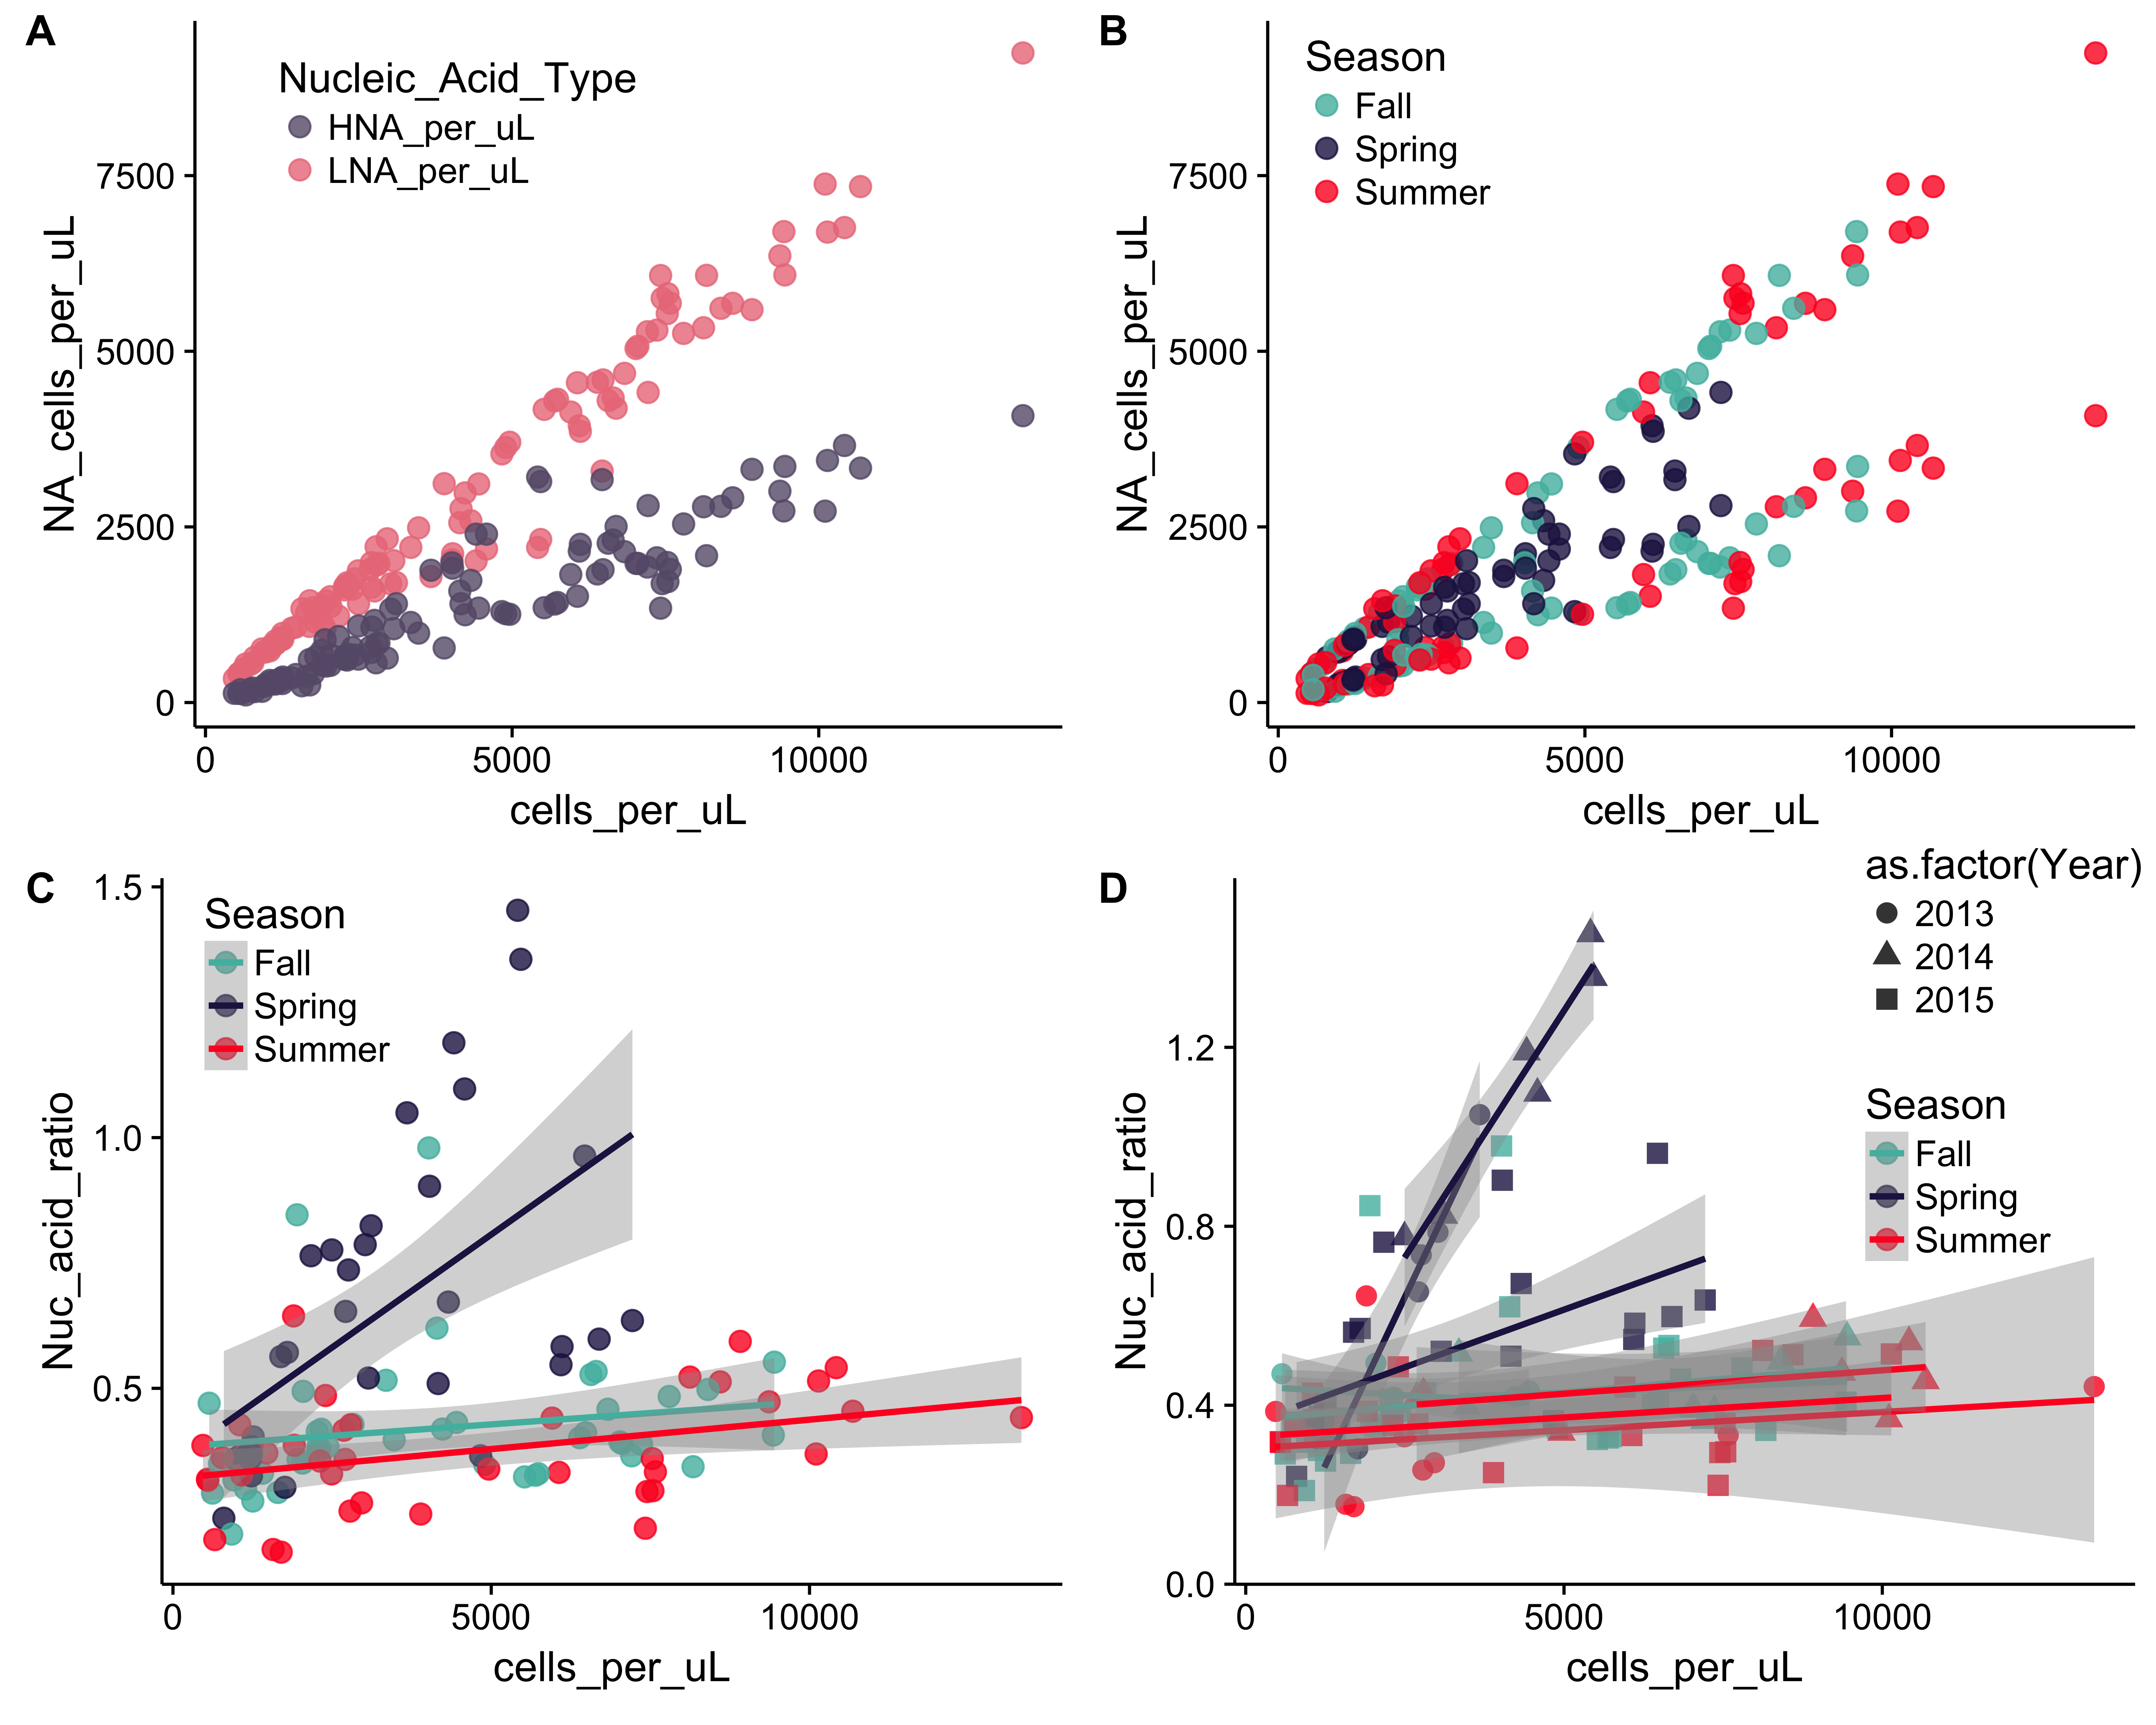 A
Nucleic_Acid_Type
HNA_per_uL
LNA_per_uL
7500
5000
2500
0
NA_cells_per_uL
0
5000
10000
cells_per_uL
B
Season
Fall
Spring
Summer
7500
5000
2500
0
NA_cells_per_uL
0
5000
10000
cells_per_uL
C
Season
Fall
Spring
Summer
1.5
1.0
0.5
Nuc_acid_ratio
0
5000
10000
cells_per_uL
D
as.factor(Year)
2013
2014
2015
Season
Fall
Spring
Summer
1.2
0.8
0.4
0.0
Nuc_acid_ratio
0
5000
10000
cells_per_uL